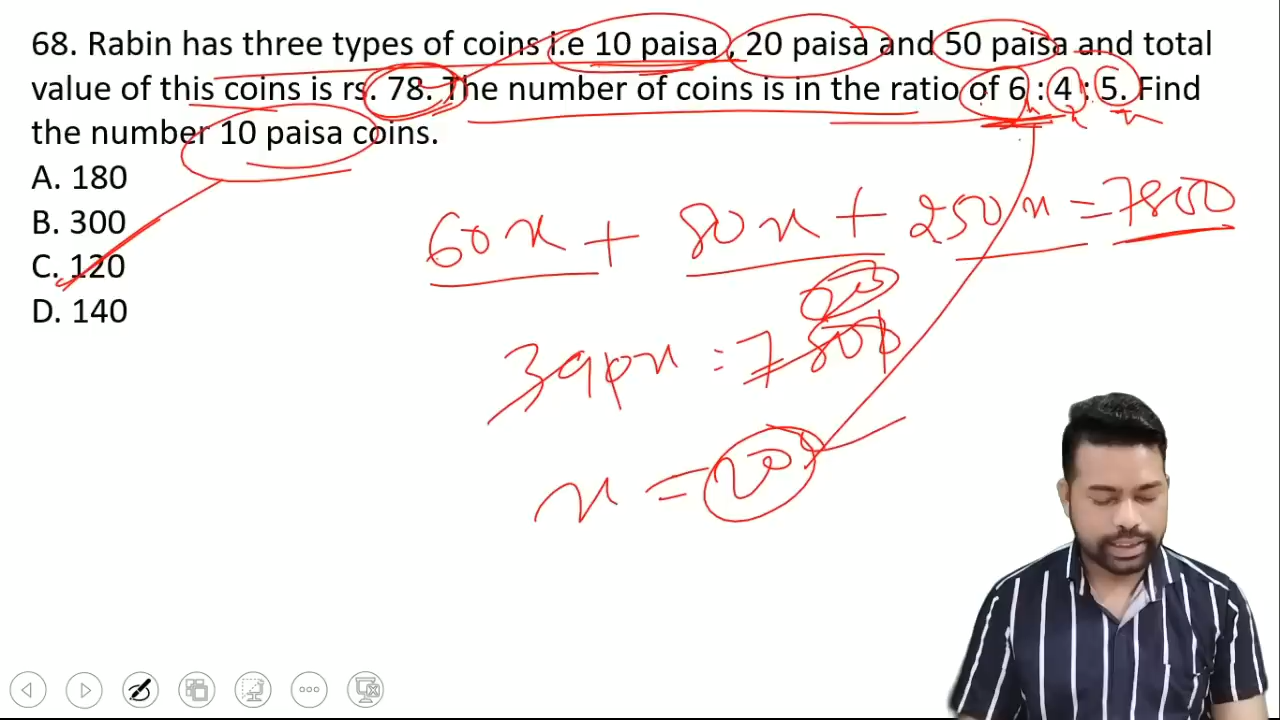 68. Rabin has three types of coins i.e 10 paisa , 20 paisa and 50 paisa and total
value of this coins is rs. 78. The number of coins is in the ratio of 6 : 4 : 5. Find
the number 10 paisa coins.
x x x
A. 180
B. 300
C. 120
D. 140
60x + 80x + 250x = 7800
20
390x = 7800
x = 20